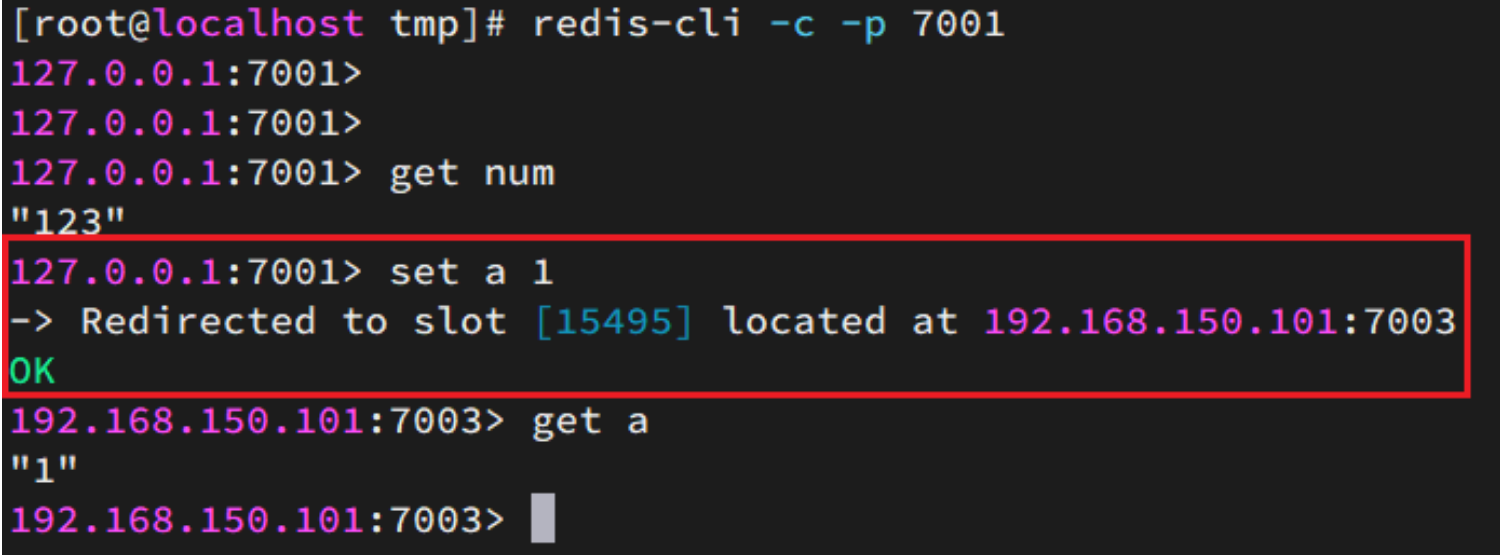 [root@localhost tmp]# redis-cli -c -p 7001
127.0.0.1:7001>
127.0.0.1:7001>
127.0.0.1:7001> get num
"123"
127.0.0.1:7001> set a 1
-> Redirected to slot [15495] located at 192.168.150.101:7003
OK
192.168.150.101:7003> get a
"1"
192.168.150.101:7003>